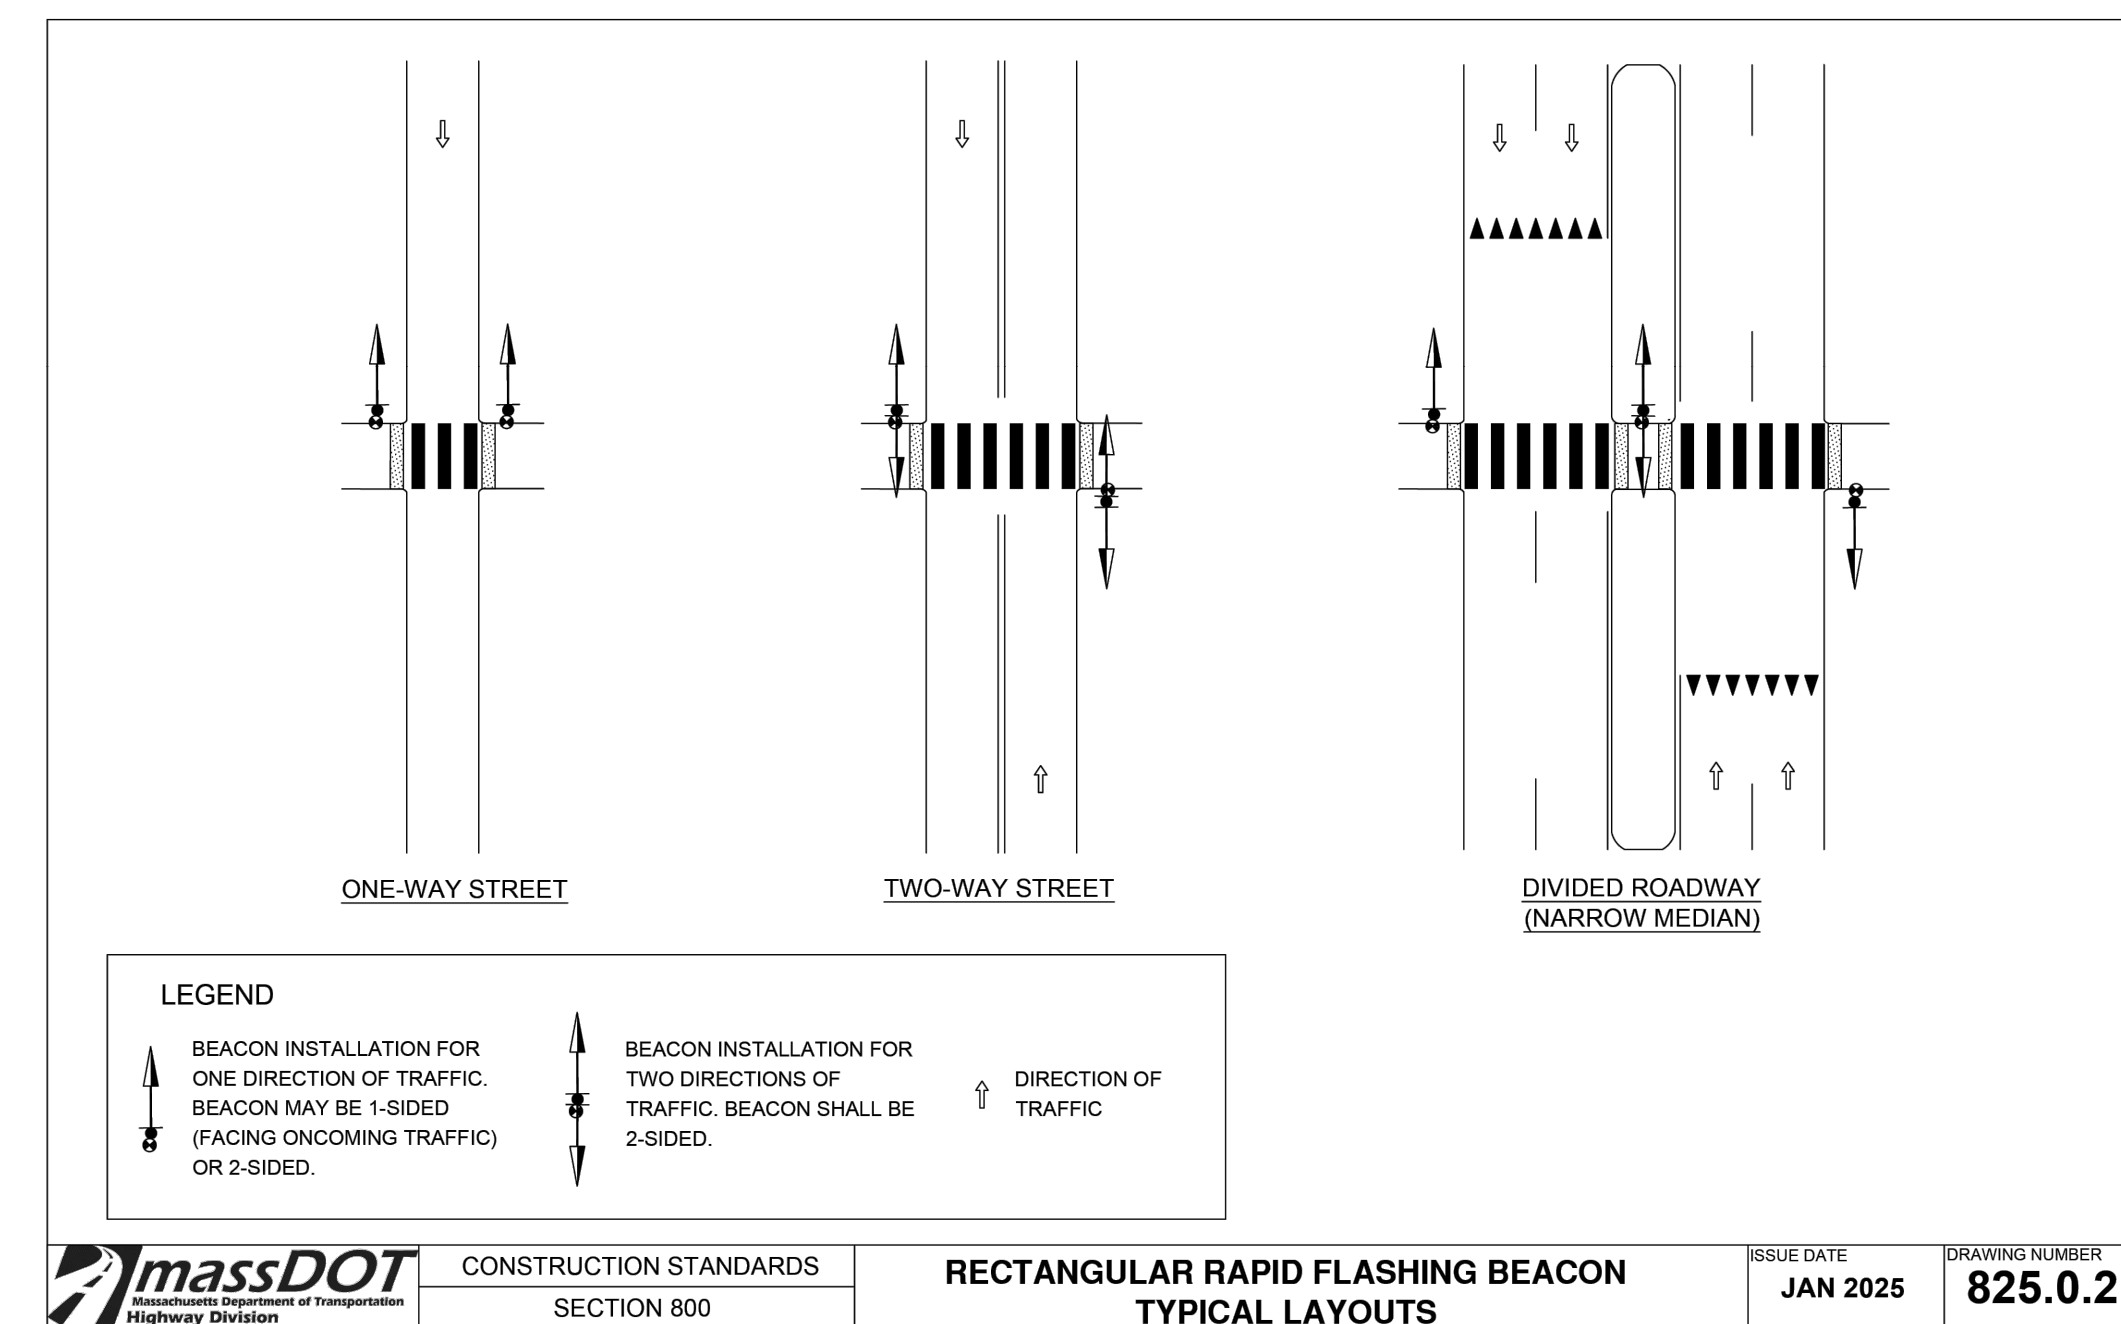 ONE-WAY STREET
TWO-WAY STREET
DIVIDED ROADWAY
(NARROW MEDIAN)
LEGEND
BEACON INSTALLATION FOR
ONE DIRECTION OF TRAFFIC.
BEACON MAY BE 1-SIDED
(FACING ONCOMING TRAFFIC)
OR 2-SIDED.
BEACON INSTALLATION FOR
TWO DIRECTIONS OF
TRAFFIC. BEACON SHALL BE
2-SIDED.
DIRECTION OF
TRAFFIC
massDOT
Massachusetts Department of Transportation
Highway Division
CONSTRUCTION STANDARDS
SECTION 800
RECTANGULAR RAPID FLASHING BEACON
TYPICAL LAYOUTS
ISSUE DATE
JAN 2025
DRAWING NUMBER
825.0.2